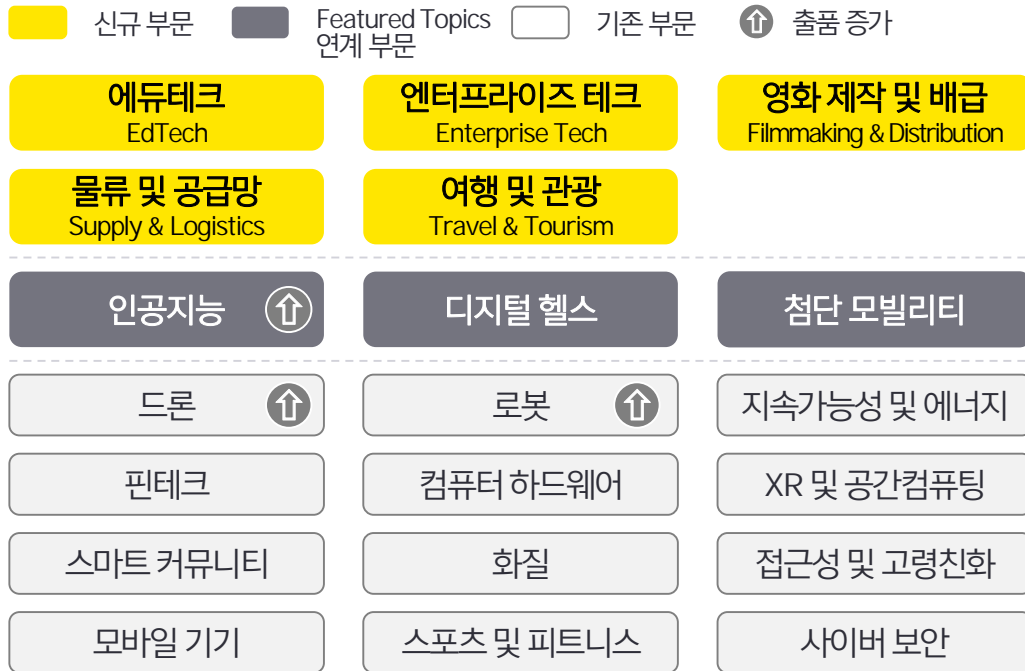 신규 부문
Featured Topics
연계 부문
기존 부문
출품 증가
에듀테크
EdTech
엔터프라이즈 테크
Enterprise Tech
영화 제작 및 배급
Filmmaking & Distribution
물류 및 공급망
Supply & Logistics
여행 및 관광
Travel & Tourism
인공지능
디지털 헬스
첨단 모빌리티
드론
로봇
지속가능성 및 에너지
핀테크
컴퓨터 하드웨어
XR 및 공간컴퓨팅
스마트 커뮤니티
화질
접근성 및 고령친화
모바일 기기
스포츠 및 피트니스
사이버 보안